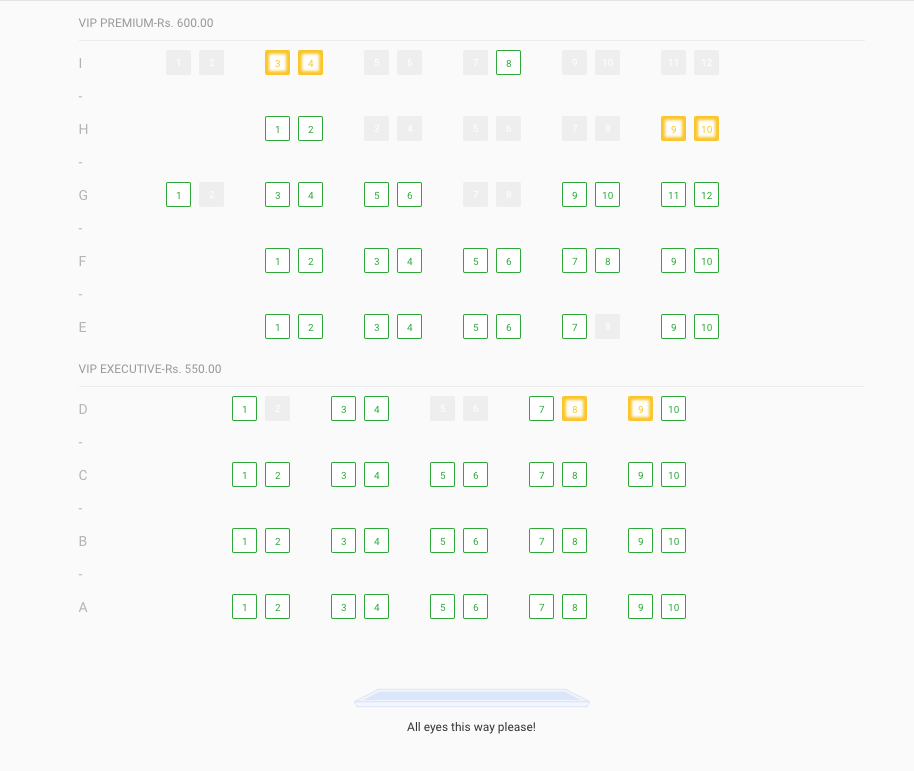 VIP PREMIUM-Rs. 600.00
I 1 2 3 4 5 6 7 8 9 10 11 12
-
H 1 2 3 4 5 6 7 8 9 10
-
G 1 2 3 4 5 6 7 8 9 10 11 12
-
F 1 2 3 4 5 6 7 8 9 10
-
E 1 2 3 4 5 6 7 8 9 10
VIP EXECUTIVE-Rs. 550.00
D 1 2 3 4 5 6 7 8 9 10
-
C 1 2 3 4 5 6 7 8 9 10
-
B 1 2 3 4 5 6 7 8 9 10
-
A 1 2 3 4 5 6 7 8 9 10
All eyes this way please!